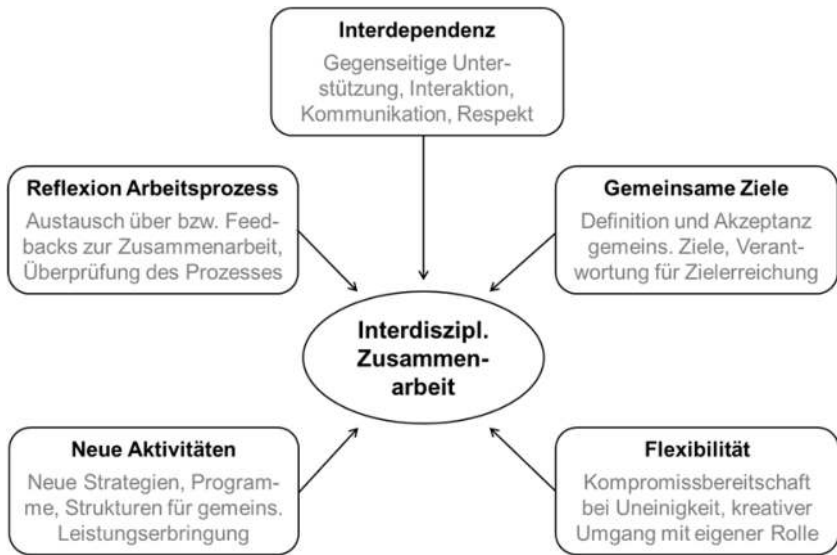 Interdependenz
Gegenseitige Unter-
stützung, Interaktion,
Kommunikation, Respekt
Reflexion Arbeitsprozess
Austausch über bzw. Feed-
backs zur Zusammenarbeit,
Überprüfung des Prozesses
Gemeinsame Ziele
Definition und Akzeptanz
gemeins. Ziele, Verant-
wortung für Zielerreichung
Interdiszipl.
Zusammen-
arbeit
Neue Aktivitäten
Neue Strategien, Program-
me, Strukturen für gemeins.
Leistungserbringung
Flexibilität
Kompromissbereitschaft
bei Uneinigkeit, kreativer
Umgang mit eigener Rolle